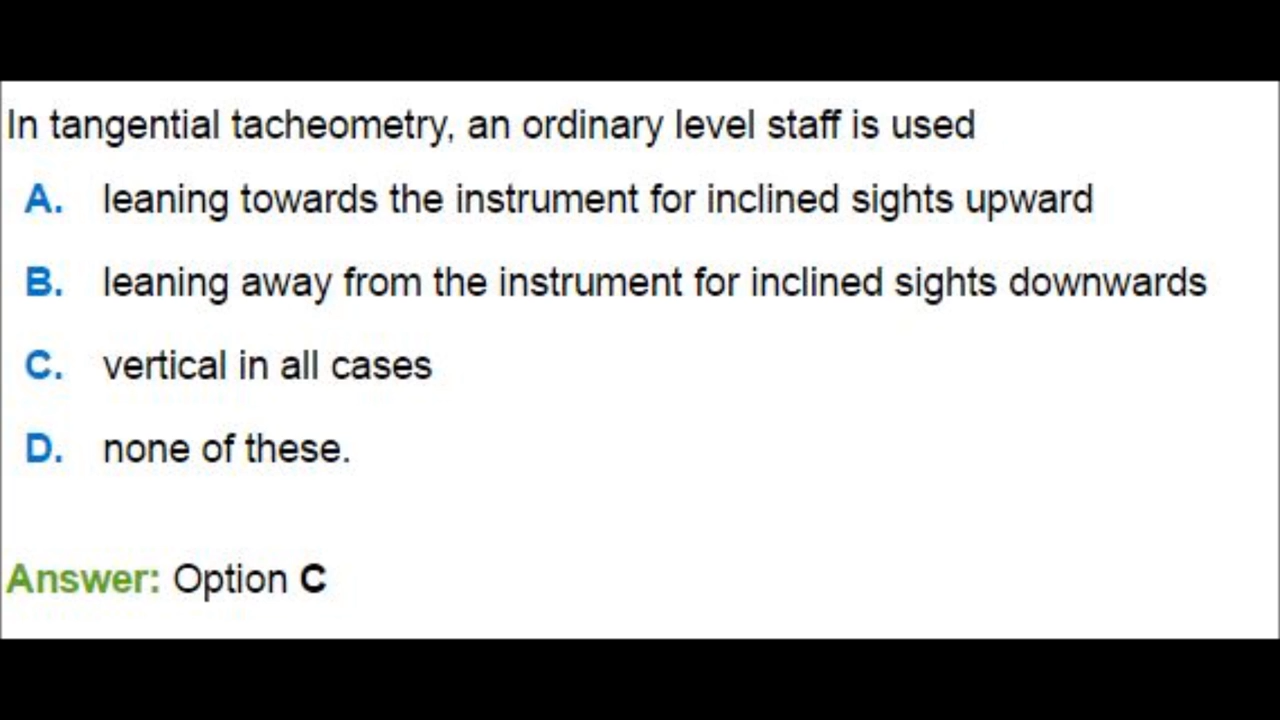 In tangential tacheometry, an ordinary level staff is used
A. leaning towards the instrument for inclined sights upward
B. leaning away from the instrument for inclined sights downwards
C. vertical in all cases
D. none of these.
Answer: Option C